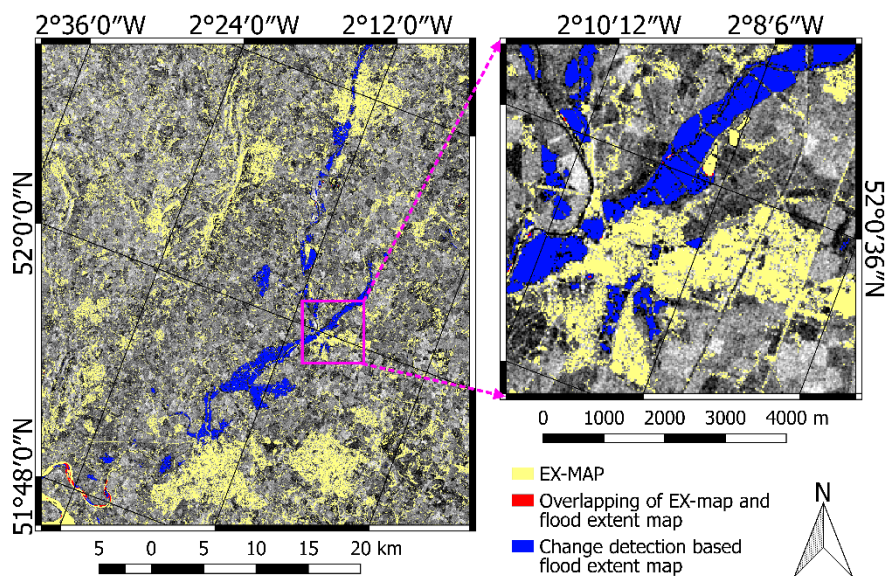 2°36′0″W 2°24′0″W 2°12′0″W
2°10′12″W 2°8′6″W
52°0′0″N
51°48′0″N
52°0′36″N
5 0 5 10 15 20 km
0 1000 2000 3000 4000 m
EX-MAP
Overlapping of EX-map and
flood extent map
Change detection based
flood extent map
N